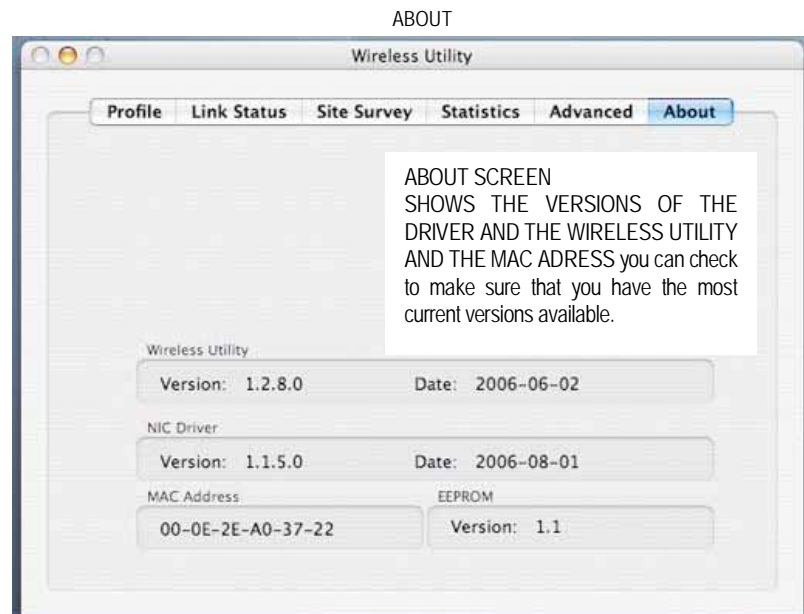 ABOUT
Wireless Utility
Profile Link Status Site Survey Statistics Advanced About
ABOUT SCREEN
SHOWS THE VERSIONS OF THE
DRIVER AND THE WIRELESS UTILITY
AND THE MAC ADRESS you can check
to make sure that you have the most
current versions available.
Wireless Utility
Version: 1.2.8.0 Date: 2006-06-02
NIC Driver
Version: 1.1.5.0 Date: 2006-08-01
MAC Address EEPROM
00-0E-2E-A0-37-22 Version: 1.1